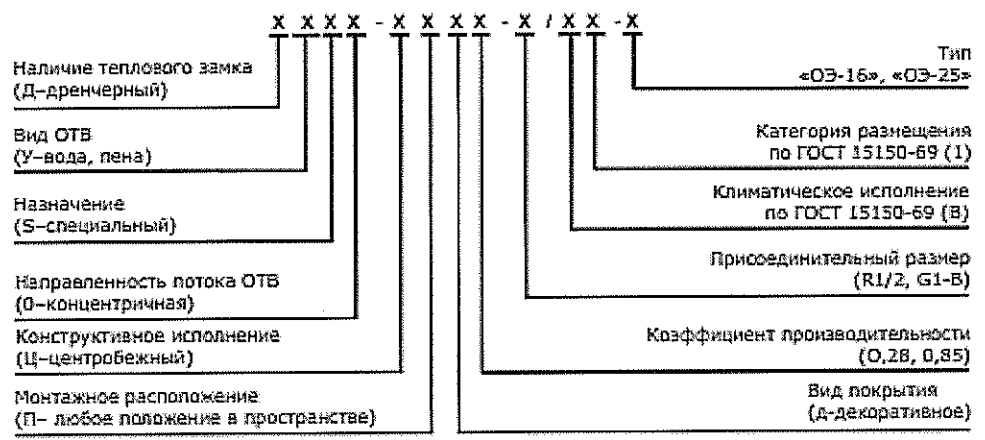 X X X X - X X X X - X / X X - X
Наличие теплового замка
(Д–дренчерный)
Вид ОТВ
(У–вода, пена)
Назначение
(S–специальный)
Направленность потока ОТВ
(0–концентричная)
Конструктивное исполнение
(Ц–центробежный)
Монтажное расположение
(П– любое положение в пространстве)
Тип
«ОЭ-16», «ОЭ-25»
Категория размещения
по ГОСТ 15150-69 (1)
Климатическое исполнение
по ГОСТ 15150-69 (В)
Присоединительный размер
(R1/2, G1-B)
Коэффициент производительности
(0,28, 0,85)
Вид покрытия
(д-декоративное)